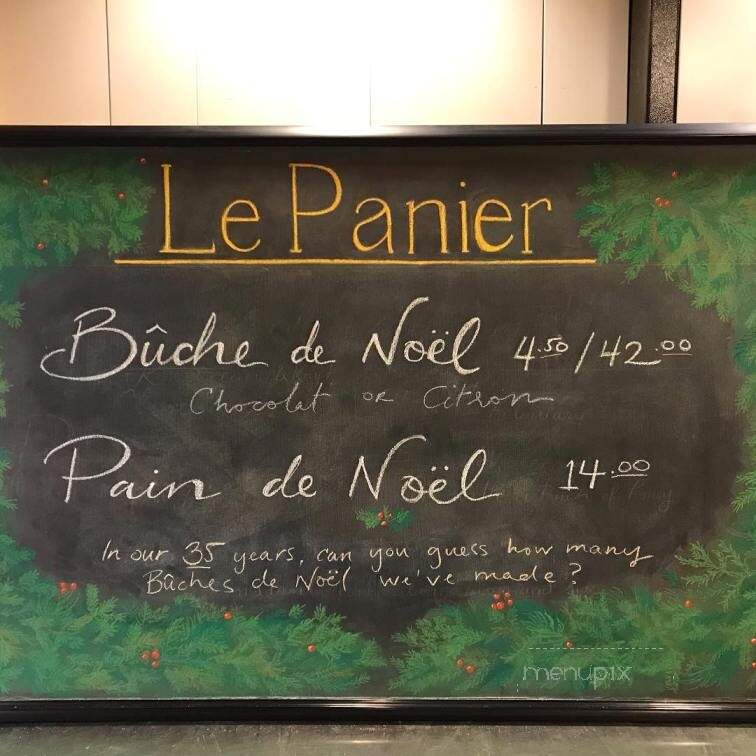 Le Panier
Bûche de Noël 4.50/42.00
Chocolat or Citron
Pain de Noël 14.00
In our 35 years, can you guess how many
Bûches de Noël we've made?
menupix